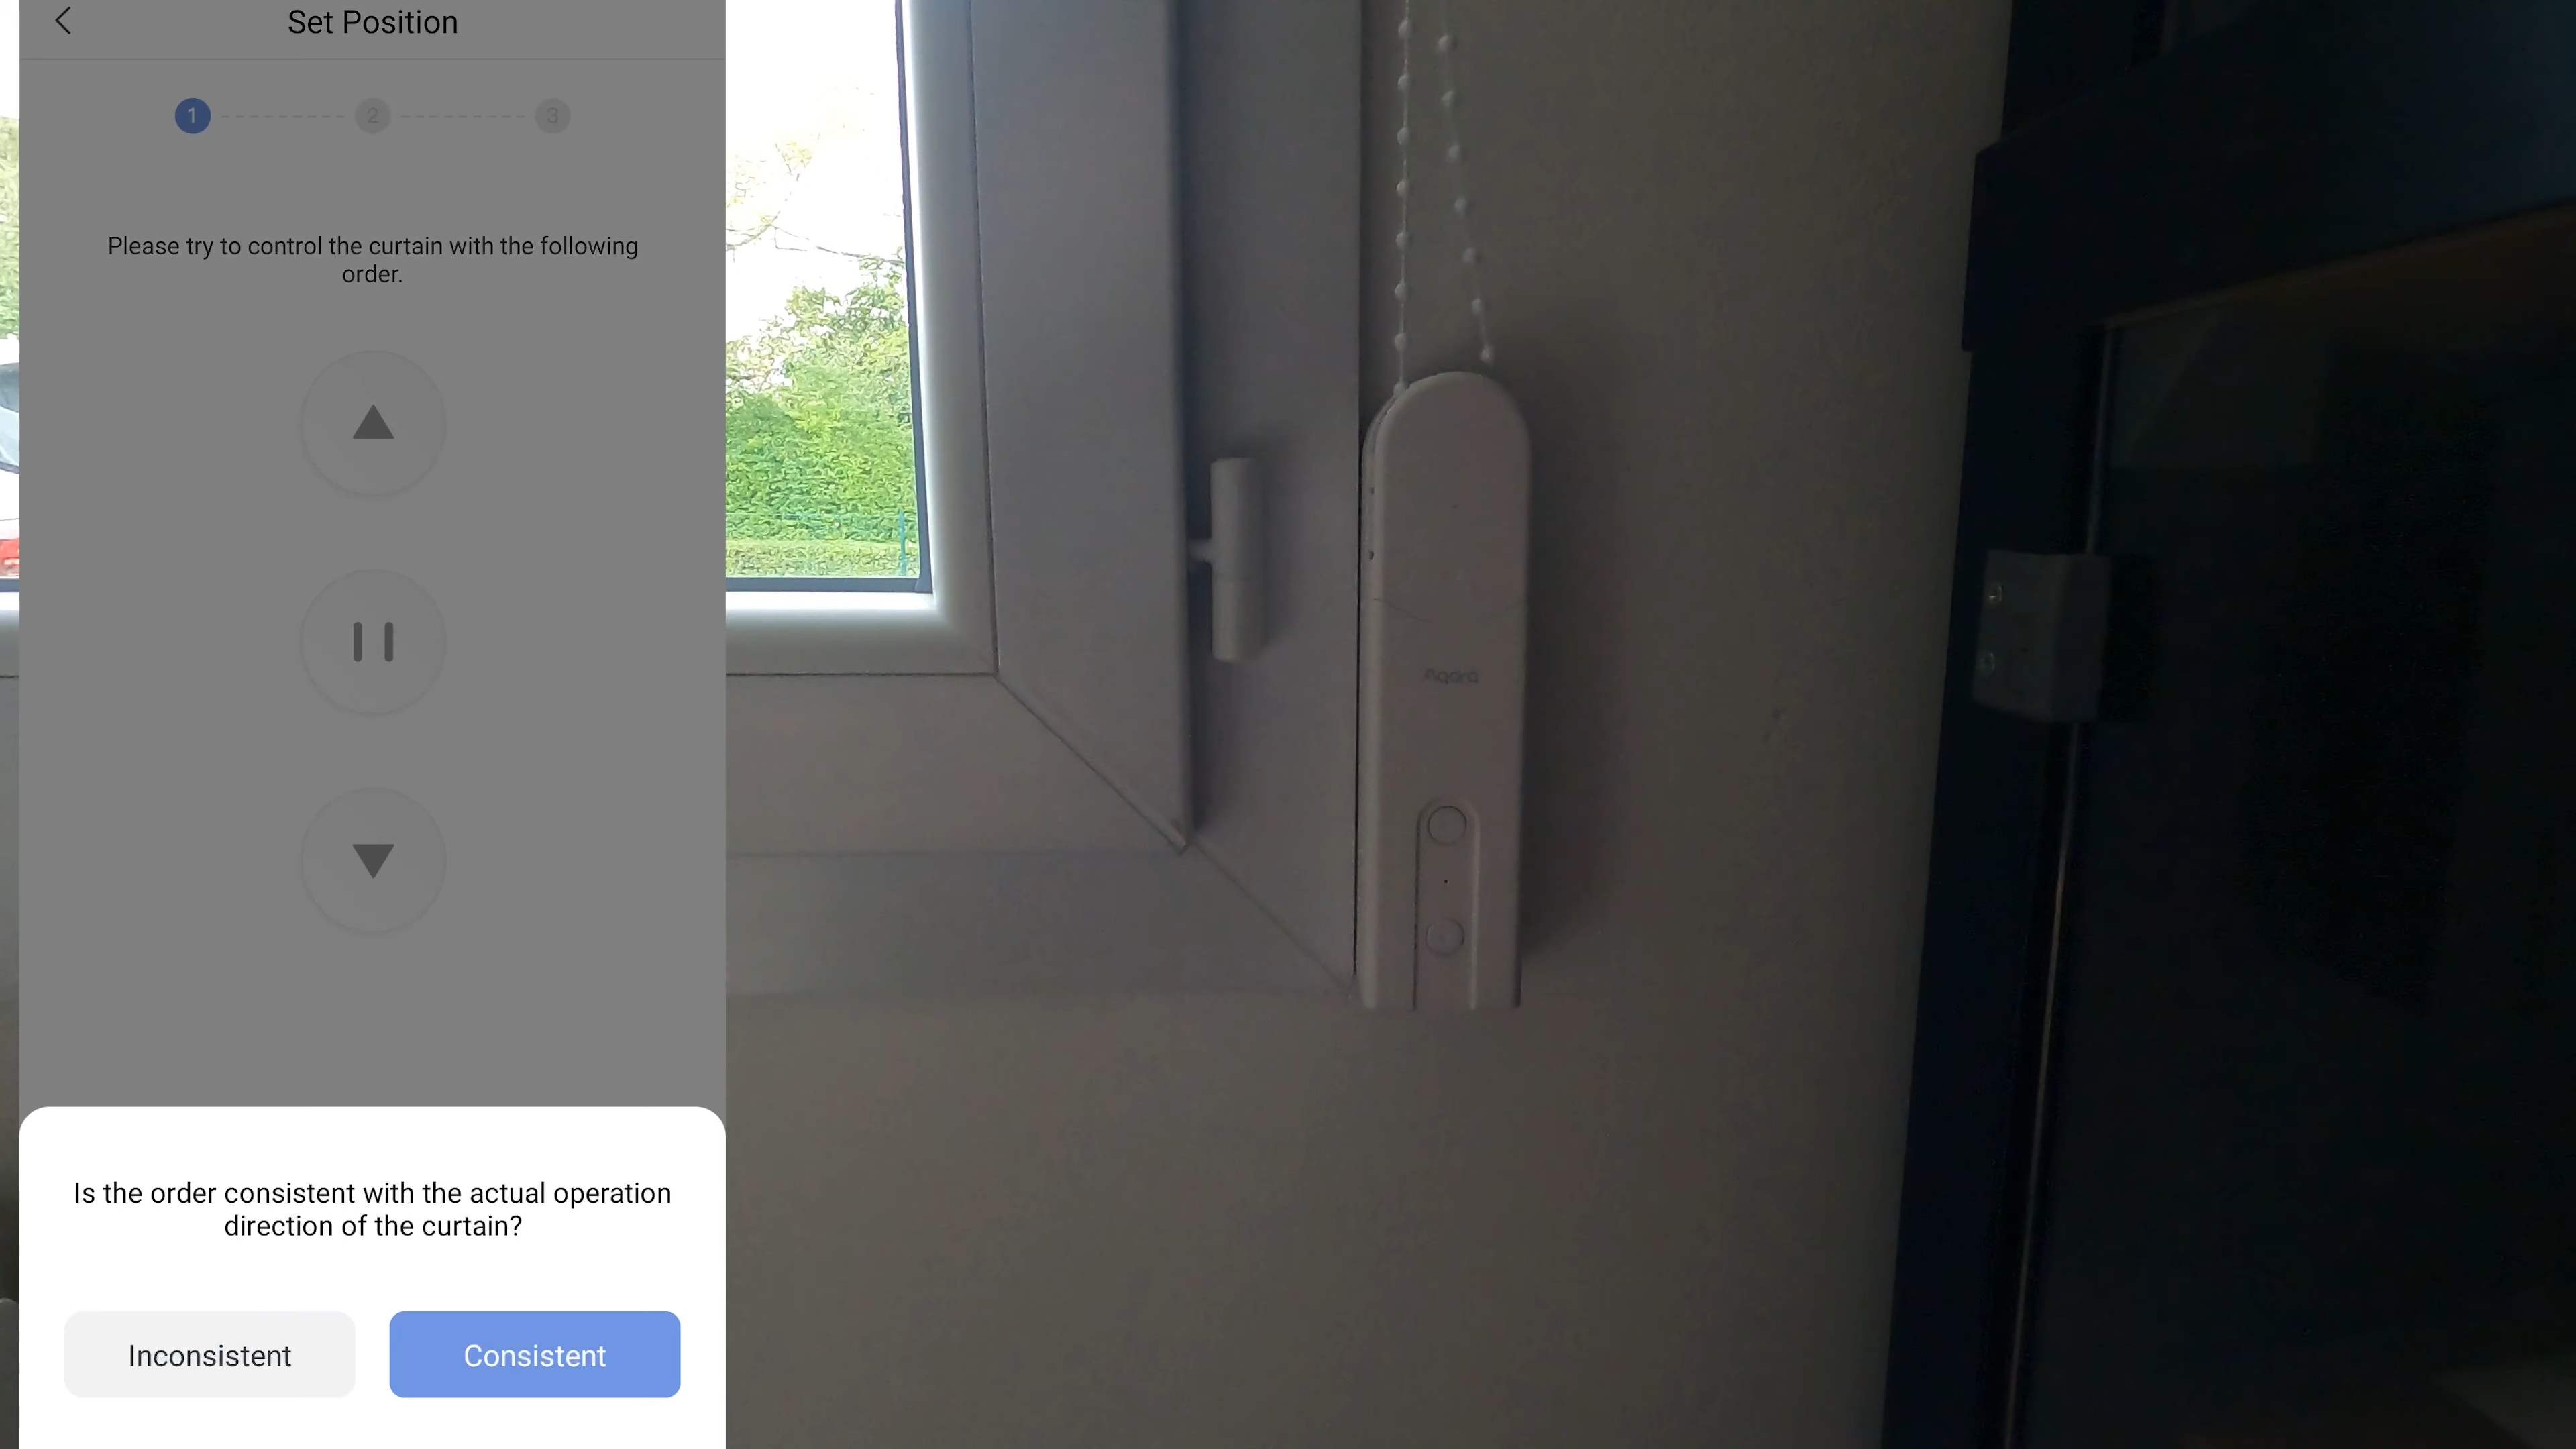 Set Position
1
2
3
Please try to control the curtain with the following
order.
Aqara
Is the order consistent with the actual operation
direction of the curtain?
Inconsistent
Consistent